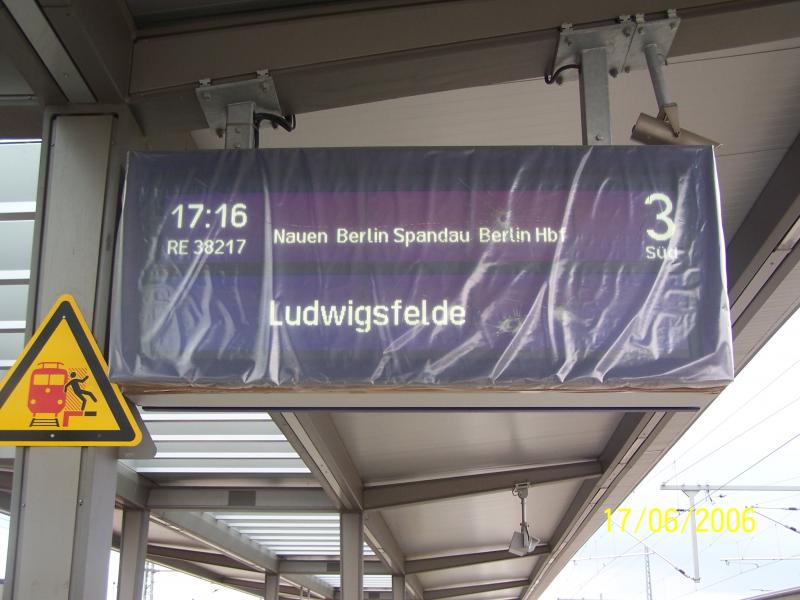 17:16
RE 38217
Nauen Berlin Spandau Berlin Hbf
3
Süd
Ludwigsfelde
17/06/2006